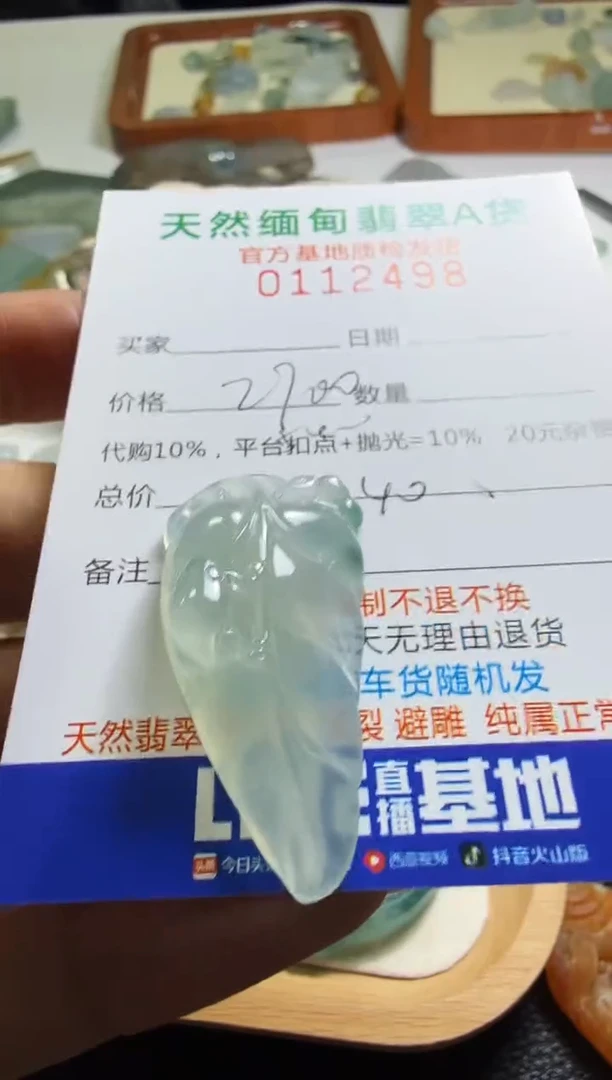 天然缅甸翡翠A货
官方基地质检发货
0112498
买家 日期
价格 2700 数量
代购10%，平台扣点+抛光=10% 20元杂
总价 40
备注
制不退不换
天无理由退货
车货随机发
天然翡翠 裂 避雕 纯属正常
直播基地
今日头 西瓜视频 抖音火山版